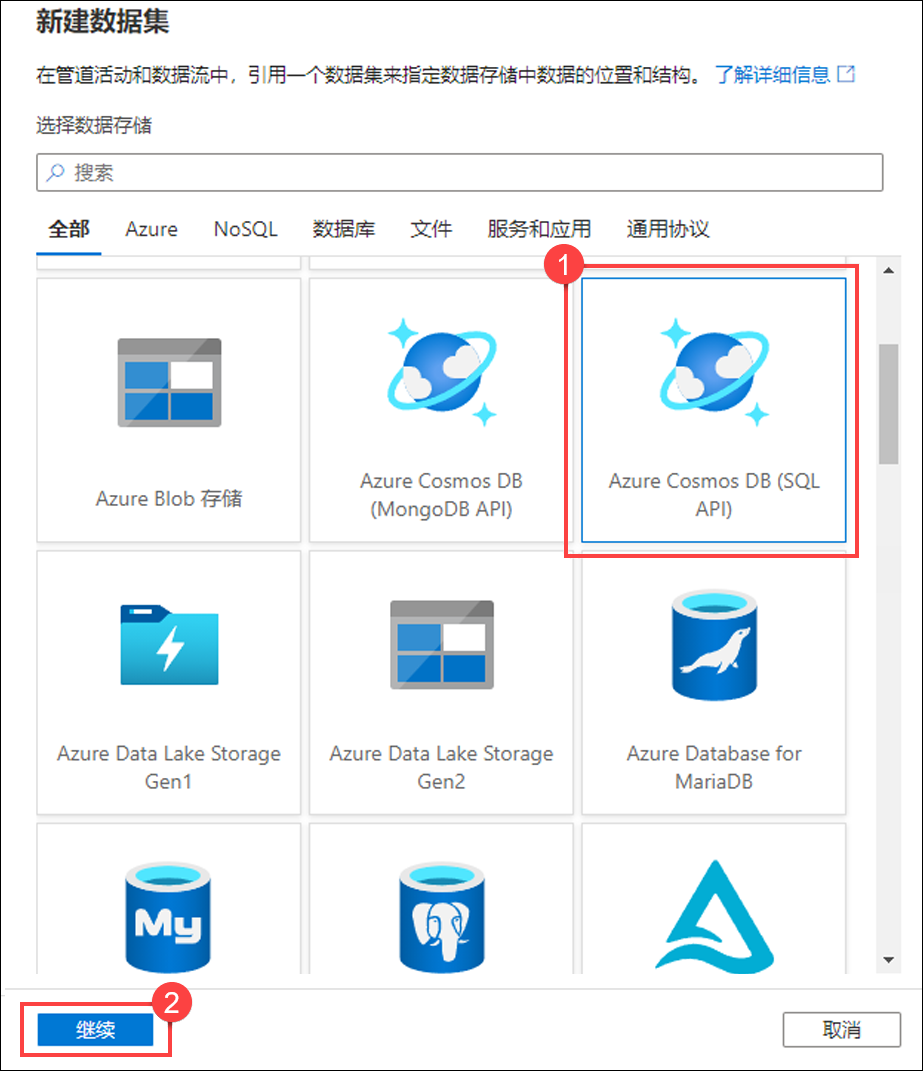 新建数据集
在管道活动和数据流中，引用一个数据集来指定数据存储中数据的位置和结构。 了解详细信息
选择数据存储
搜索
全部 Azure NoSQL 数据库 文件 服务和应用 通用协议
1
Azure Blob 存储
Azure Cosmos DB
(MongoDB API)
Azure Cosmos DB (SQL
API)
Azure Data Lake Storage
Gen1
Azure Data Lake Storage
Gen2
Azure Database for
MariaDB
My
2
继续
取消